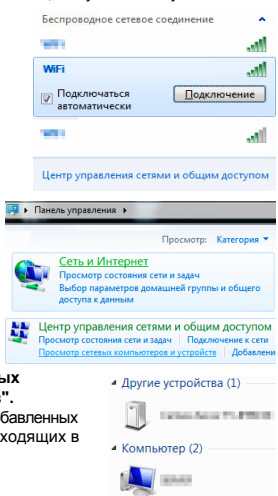 Беспроводное сетевое соединение
WiFi
Подключаться
автоматически
Подключение
Центр управления сетями и общим доступом
Панель управления
Просмотр: Категория
Сеть и Интернет
Просмотр состояния сети и задач
Выбор параметров домашней группы и общего
доступа к данным
Центр управления сетями и общим доступом
Просмотр состояния сети и задач Подключение к сети
Просмотр сетевых компьютеров и устройств Добавлени
ых
".
бавленных
ходящих в
Другие устройства (1)
Компьютер (2)